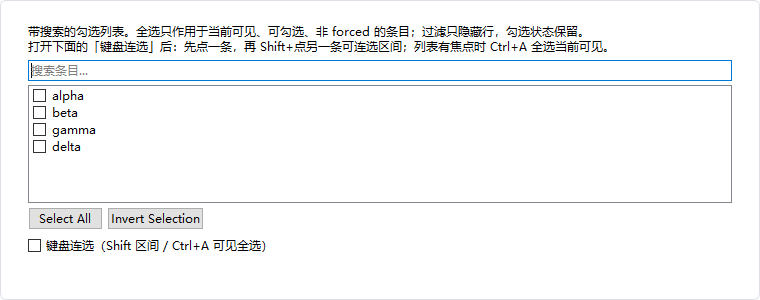 带搜索的勾选列表。全选只作用于当前可见、可勾选、非 forced 的条目；过滤只隐藏行，勾选状态保留。
打开下面的「键盘连选」后：先点一条，再 Shift+点另一条可连选区间；列表有焦点时 Ctrl+A 全选当前可见。
搜索条目...
alpha
beta
gamma
delta
Select All Invert Selection
键盘连选（Shift 区间 / Ctrl+A 可见全选）